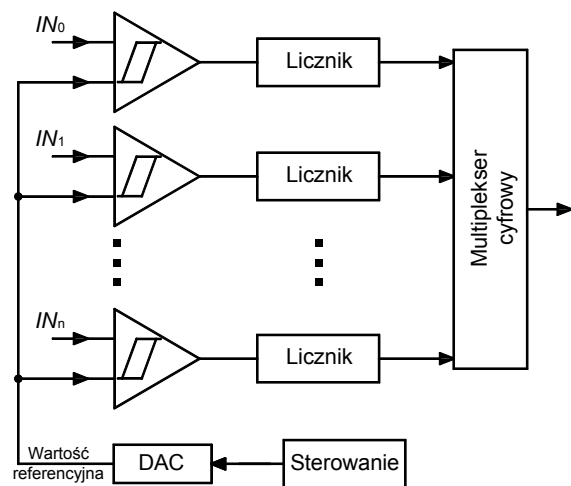 IN0
Licznik
IN1
Licznik
INn
Licznik
Multiplekser
cyfrowy
Wartość
referencyjna
DAC
Sterowanie